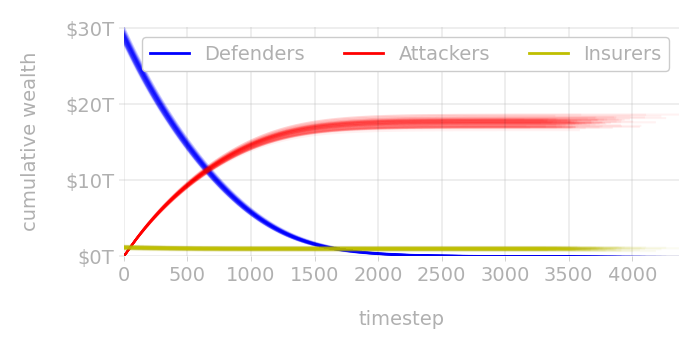 $30T
Defenders Attackers Insurers
$20T
$10T
$0T
cumulative wealth
0 500 1000 1500 2000 2500 3000 3500 4000
timestep